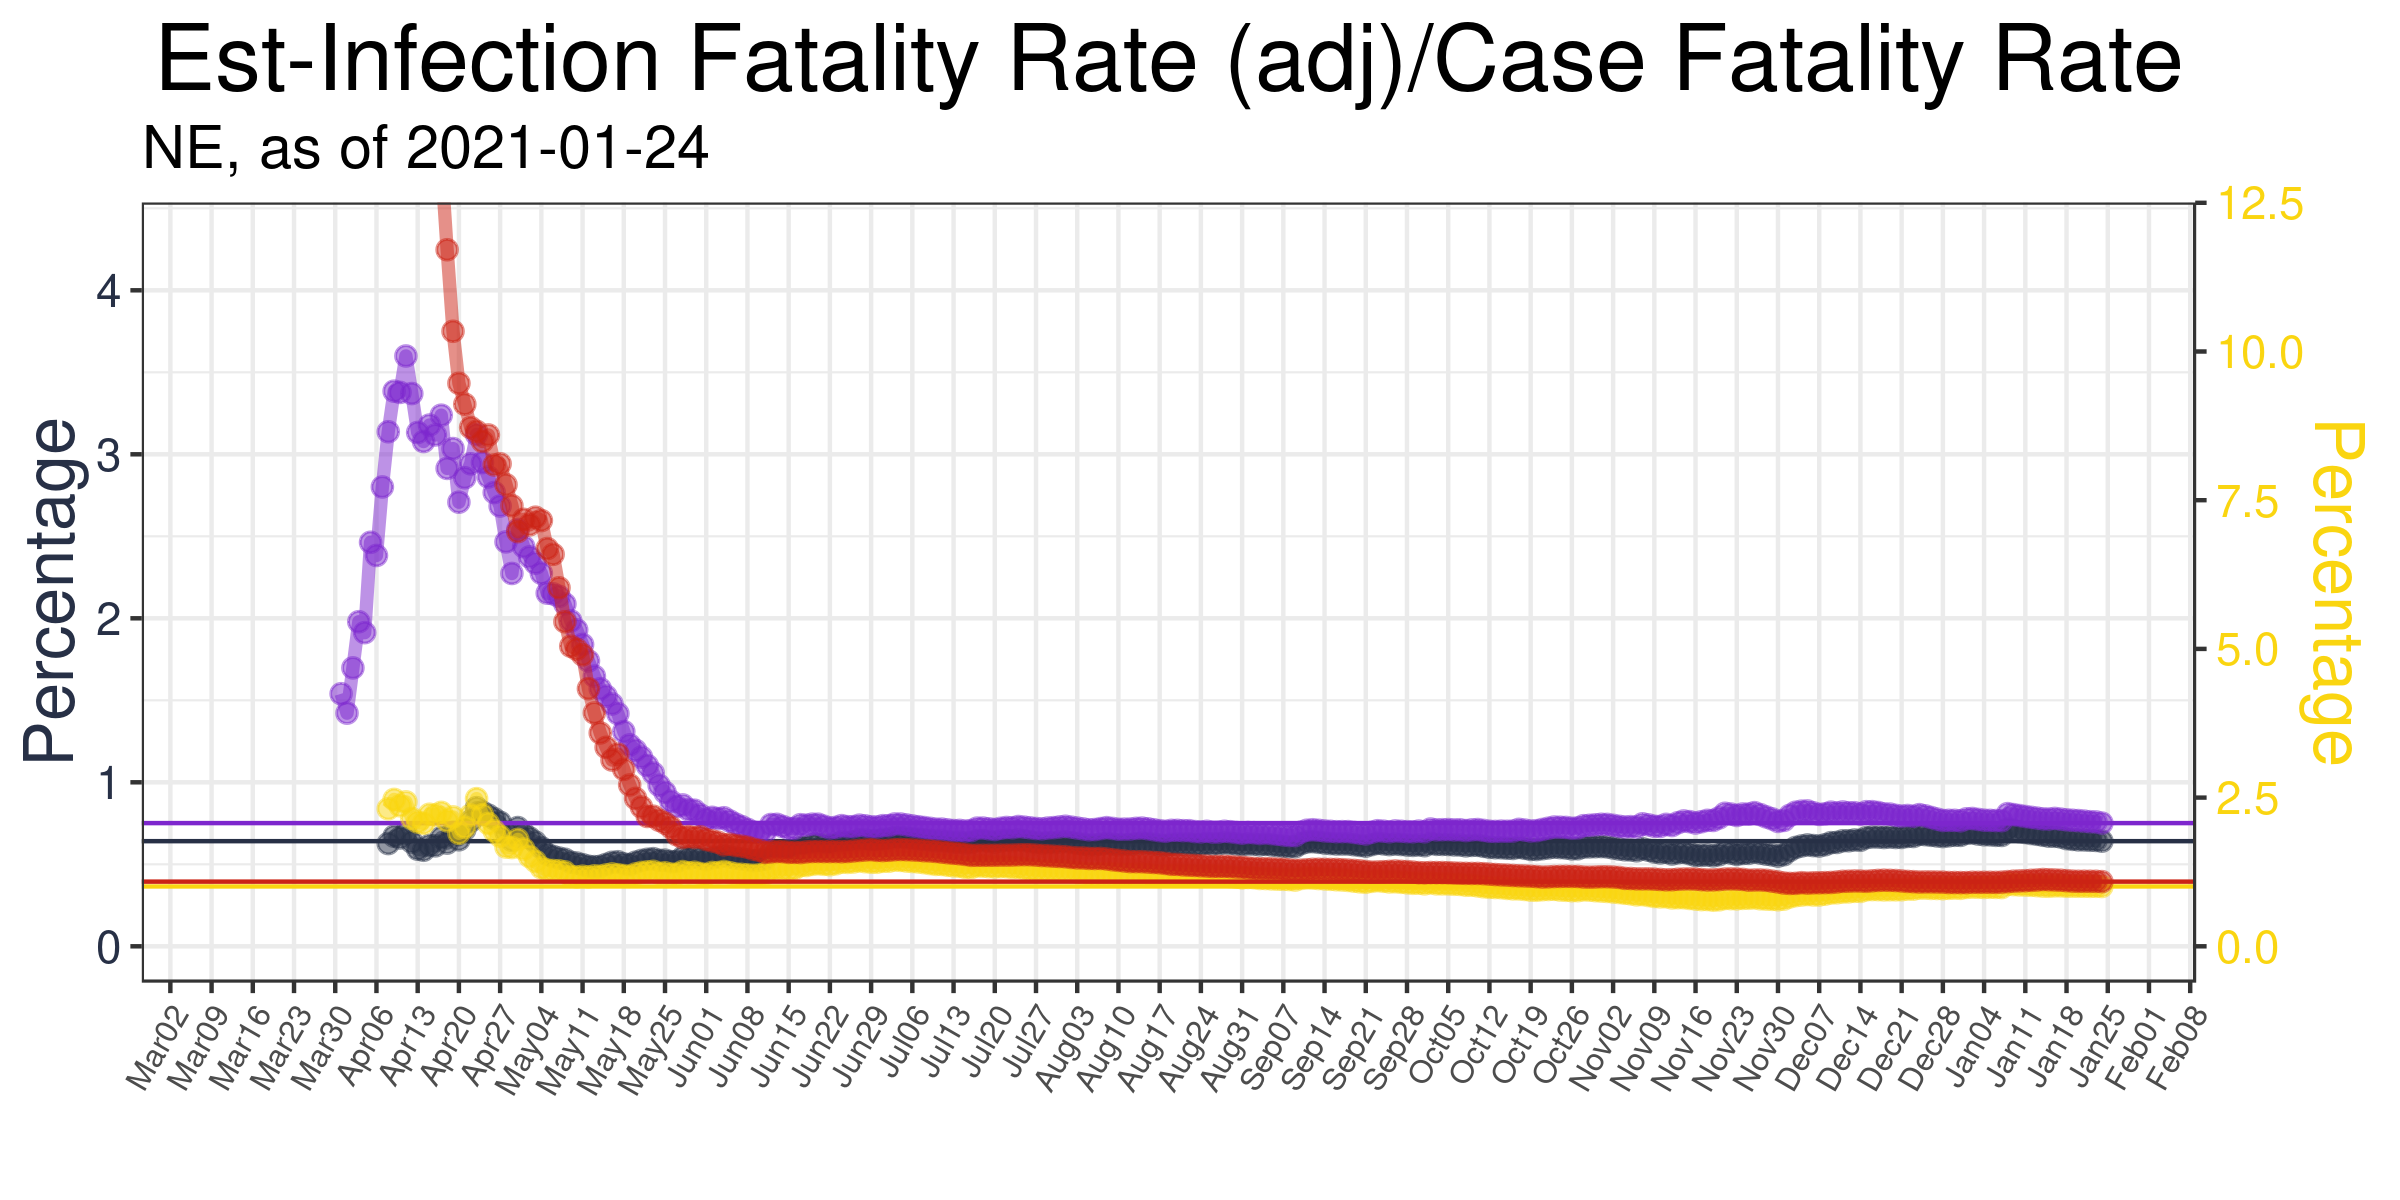 Est-Infection Fatality Rate (adj)/Case Fatality Rate
NE, as of 2021-01-24
Percentage
4
3
2
1
0
12.5
10.0
7.5
5.0
2.5
0.0
Percentage
Mar02
Mar09
Mar16
Mar23
Mar30
Apr06
Apr13
Apr20
Apr27
May04
May11
May18
May25
Jun01
Jun08
Jun15
Jun22
Jun29
Jul06
Jul13
Jul20
Jul27
Aug03
Aug10
Aug17
Aug24
Aug31
Sep07
Sep14
Sep21
Sep28
Oct05
Oct12
Oct19
Oct26
Nov02
Nov09
Nov16
Nov23
Nov30
Dec07
Dec14
Dec21
Dec28
Jan04
Jan11
Jan18
Jan25
Feb01
Feb08